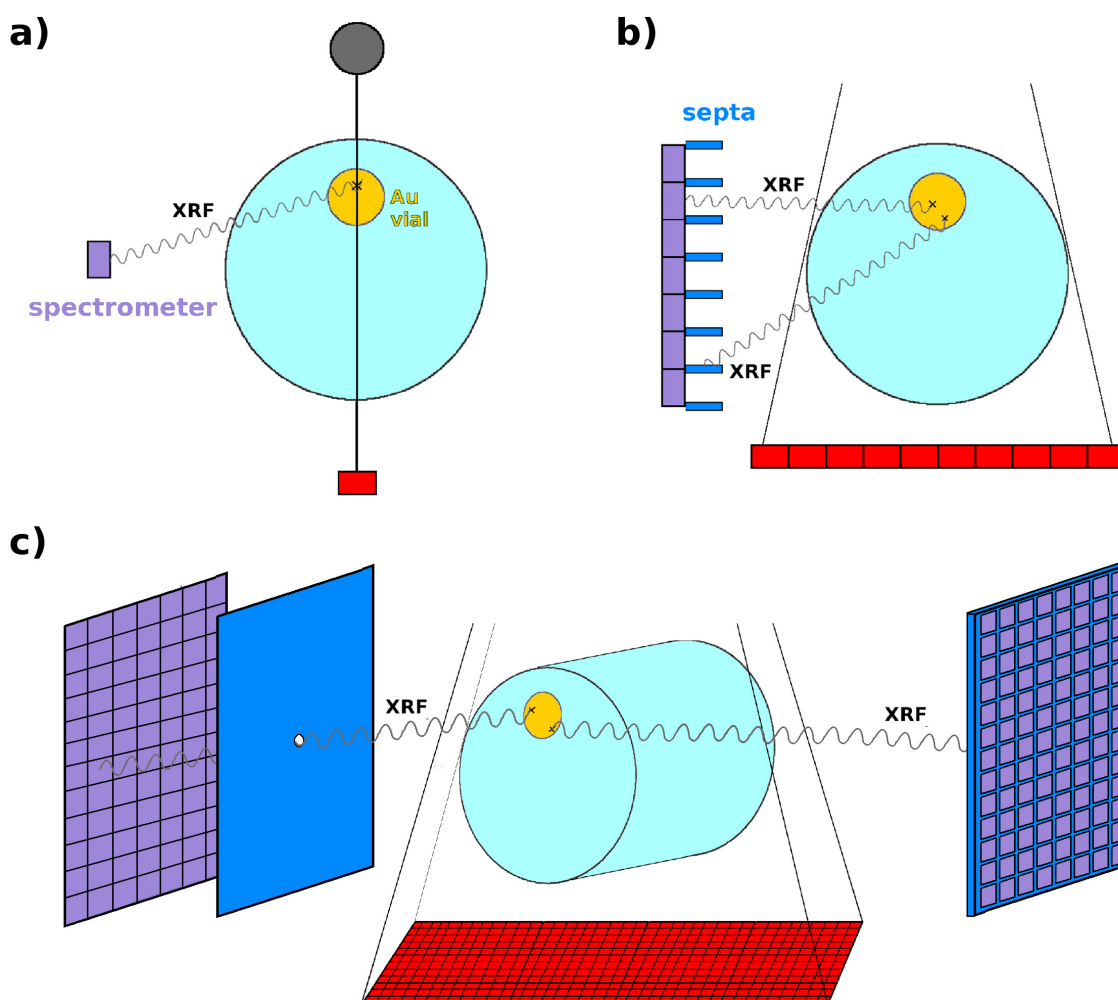 a)
XRF
Au
vial
spectrometer
b)
septa
XRF
XRF
c)
XRF
XRF